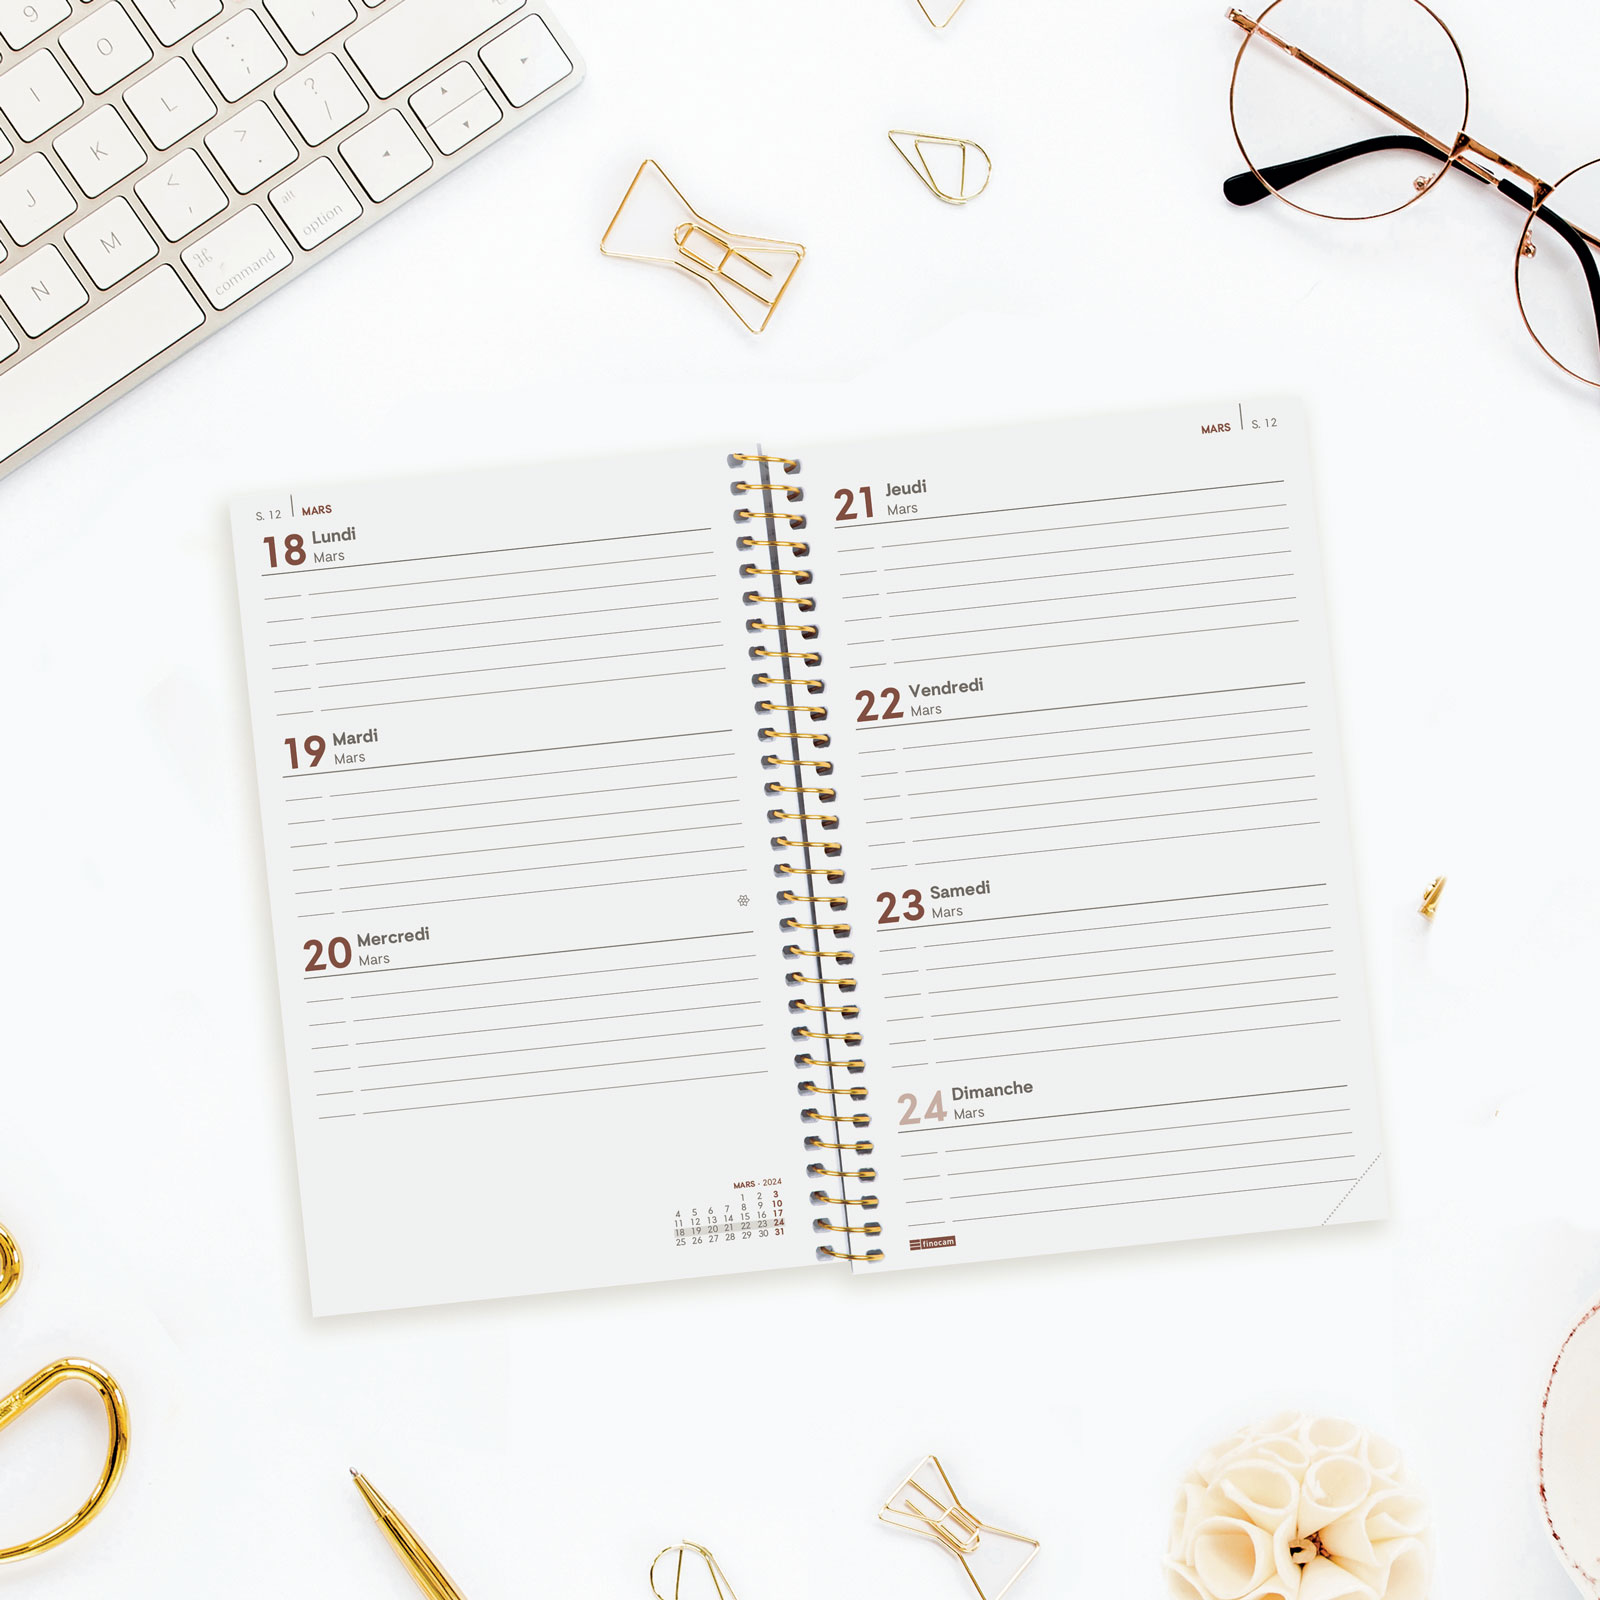 9
O
P
:
;
I
L
?
/
K
>
.
J
<
,
alt
option
M
⌘
command
N
S. 12 | MARS
18 Lundi
Mars
19 Mardi
Mars
20 Mercredi
Mars
MARS - 2024
1 2 3
4 5 6 7 8 9 10
11 12 13 14 15 16 17
18 19 20 21 22 23 24
25 26 27 28 29 30 31
MARS | S. 12
21 Jeudi
Mars
22 Vendredi
Mars
23 Samedi
Mars
24 Dimanche
Mars
finocam